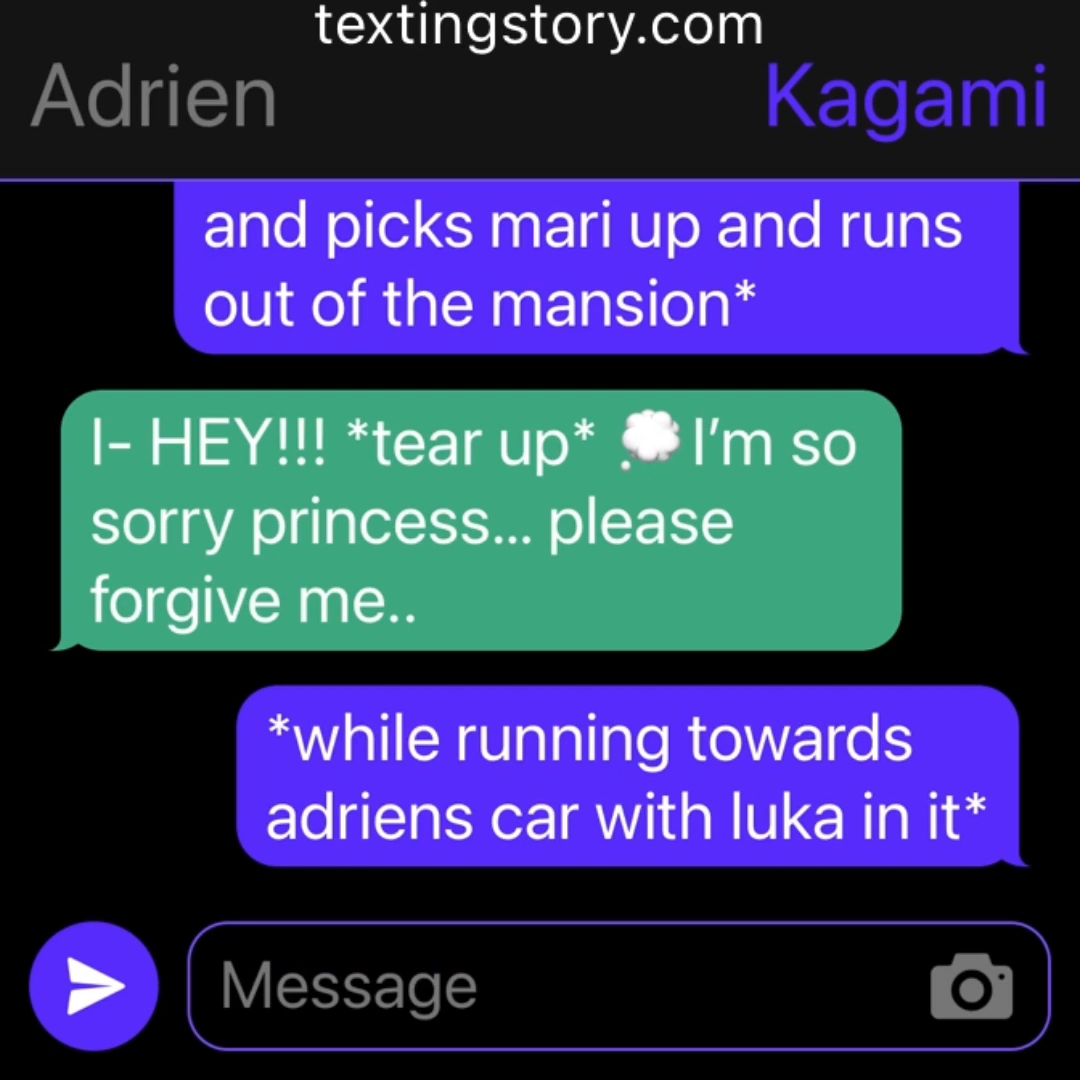 textingstory.com
Adrien
Kagami
and picks mari up and runs
out of the mansion*
I- HEY!!! *tear up* 💭I’m so
sorry princess... please
forgive me..
*while running towards
adriens car with luka in it*
Message